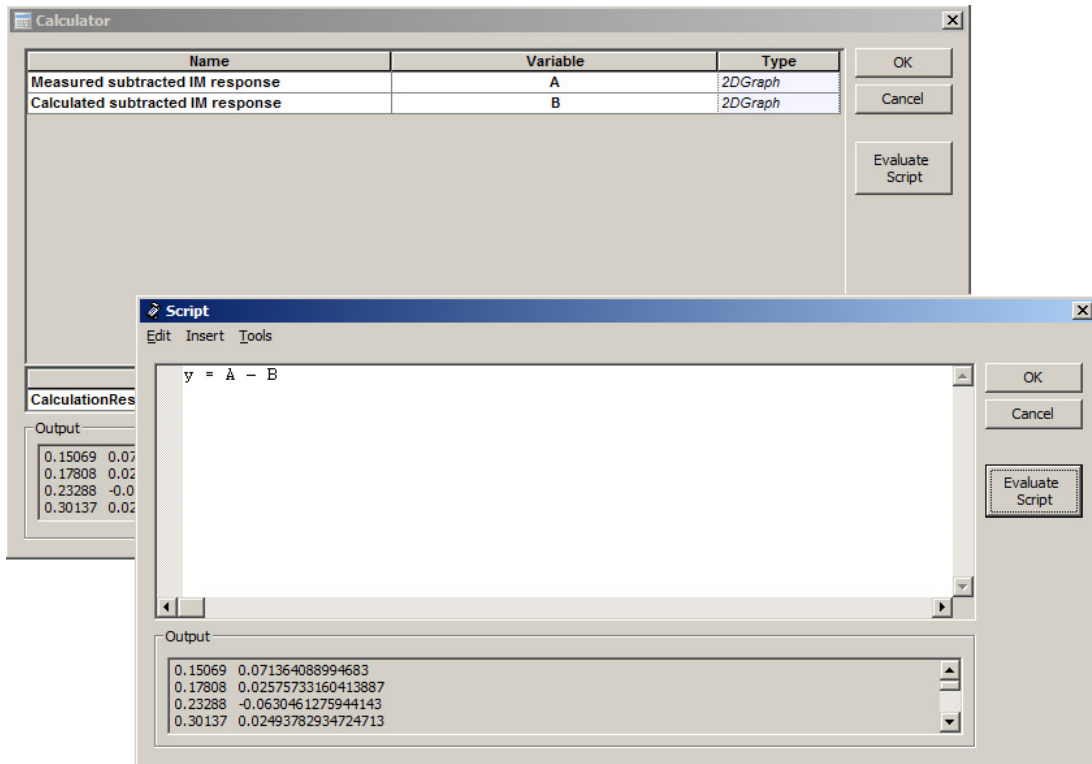 Calculator
Name Variable Type
Measured subtracted IM response A 2DGraph
Calculated subtracted IM response B 2DGraph
OK
Cancel
Evaluate
Script
CalculationRes
Output
0.15069 0.07
0.17808 0.02
0.23288 -0.0
0.30137 0.02
Script
Edit Insert Tools
y = A - B
OK
Cancel
Evaluate
Script
Output
0.15069 0.071364088994683
0.17808 0.02575733160413887
0.23288 -0.0630461275944143
0.30137 0.02493782934724713